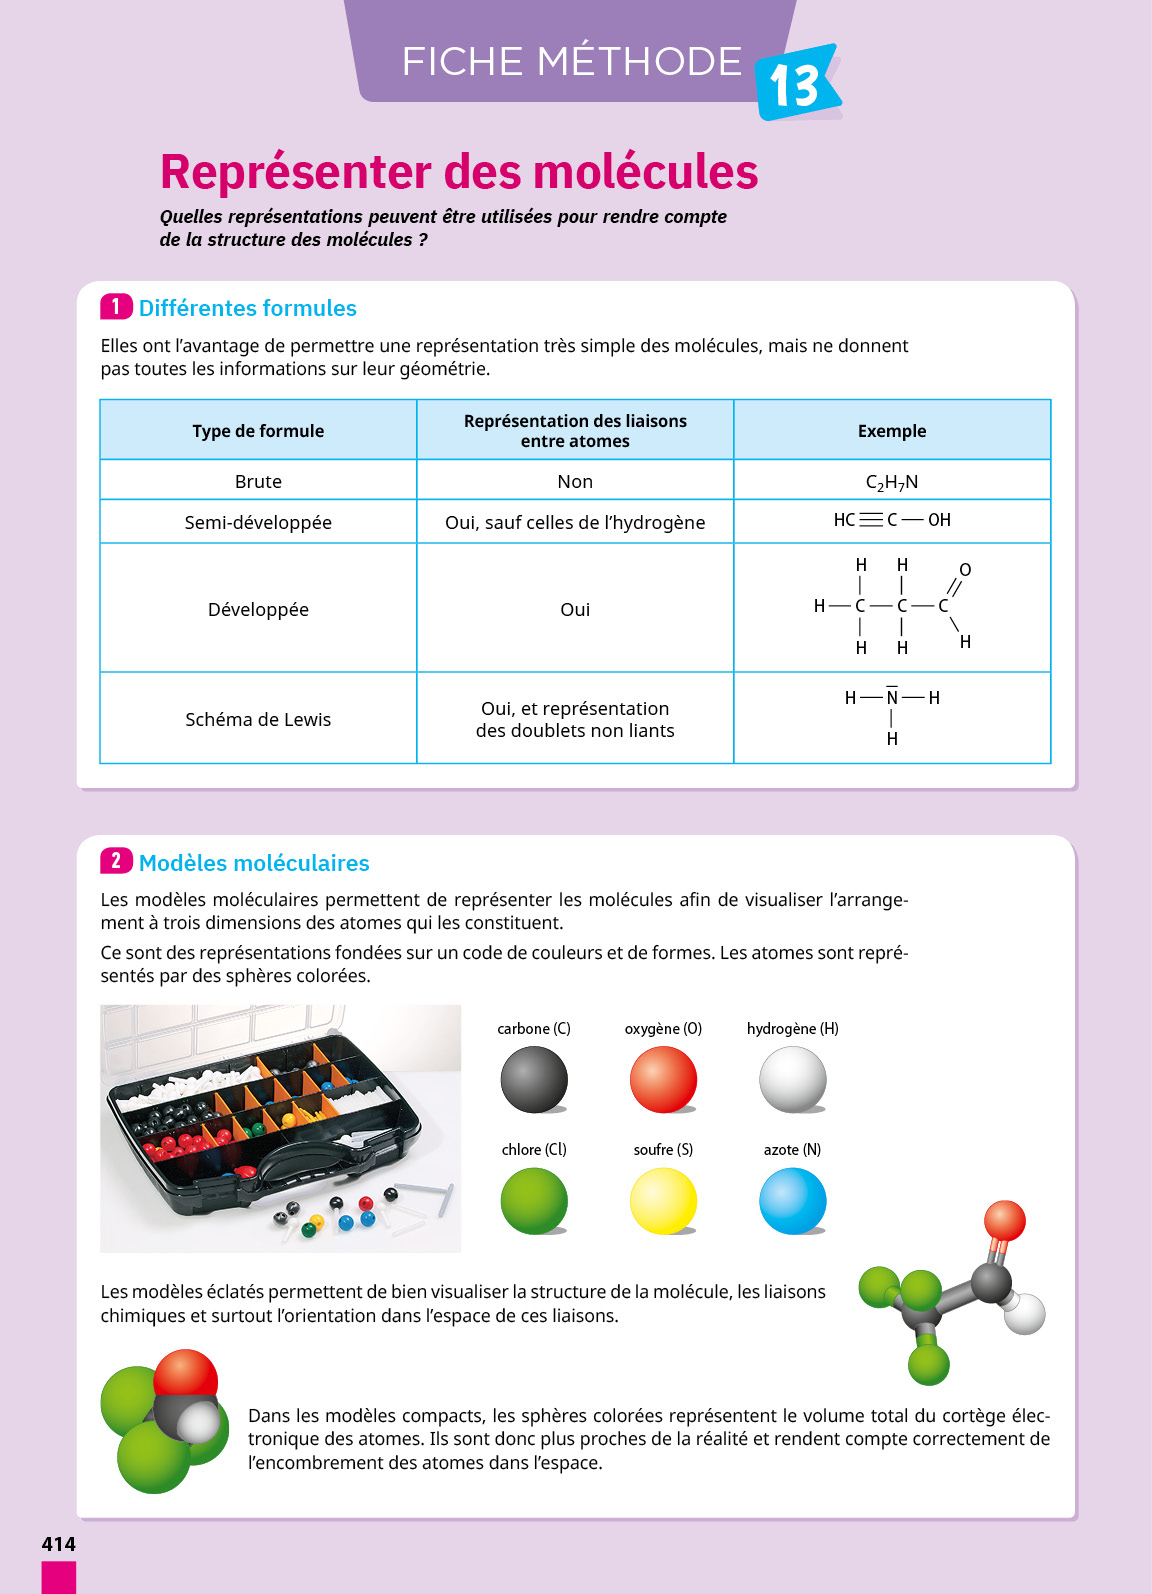 FICHE MÉTHODE 13
Représenter des molécules
Quelles représentations peuvent être utilisées pour rendre compte
de la structure des molécules ?
1 Différentes formules
Elles ont l’avantage de permettre une représentation très simple des molécules, mais ne donnent
pas toutes les informations sur leur géométrie.
Type de formule
Représentation des liaisons
entre atomes
Exemple
Brute
Non
C₂H₇N
Semi-développée
Oui, sauf celles de l’hydrogène
HC≡C—OH
Développée
Oui
H H O
H—C—C—C
H H H
Schéma de Lewis
Oui, et représentation
des doublets non liants
H—N̅—H
H
2 Modèles moléculaires
Les modèles moléculaires permettent de représenter les molécules afin de visualiser l’arrange-
ment à trois dimensions des atomes qui les constituent.
Ce sont des représentations fondées sur un code de couleurs et de formes. Les atomes sont repré-
sentés par des sphères colorées.
carbone (C) oxygène (O) hydrogène (H)
chlore (Cl) soufre (S) azote (N)
Les modèles éclatés permettent de bien visualiser la structure de la molécule, les liaisons
chimiques et surtout l’orientation dans l’espace de ces liaisons.
Dans les modèles compacts, les sphères colorées représentent le volume total du cortège élec-
tronique des atomes. Ils sont donc plus proches de la réalité et rendent compte correctement de
l’encombrement des atomes dans l’espace.
414